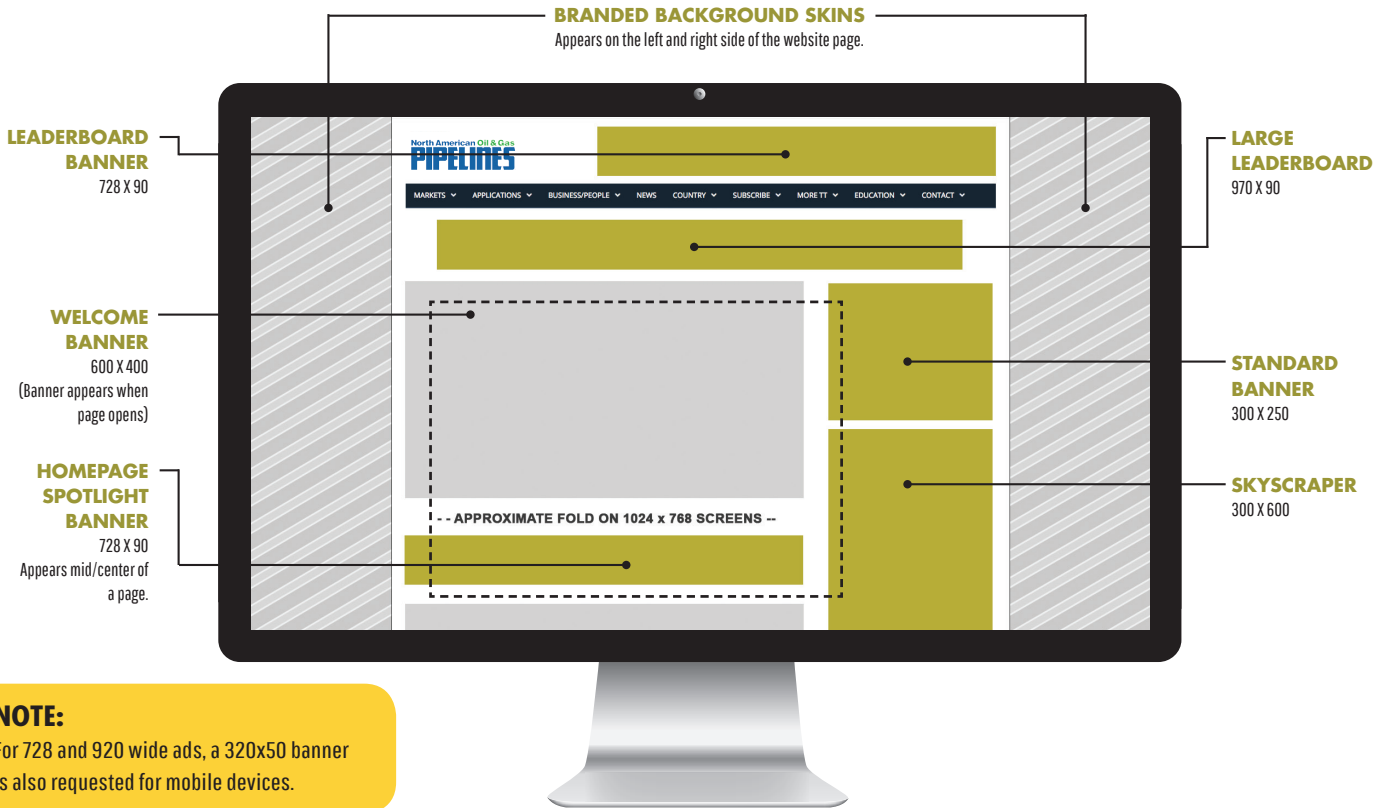 BRANDED BACKGROUND SKINS
Appears on the left and right side of the website page.
LEADERBOARD
BANNER
728 X 90
LARGE
LEADERBOARD
970 X 90
North American Oil & Gas
PIPELINES
MARKETS APPLICATIONS BUSINESS/PEOPLE NEWS COUNTRY SUBSCRIBE MORE TT EDUCATION CONTACT
WELCOME
BANNER
600 X 400
(Banner appears when
page opens)
STANDARD
BANNER
300 X 250
HOMEPAGE
SPOTLIGHT
BANNER
728 X 90
Appears mid/center of
a page.
SKYSCRAPER
300 X 600
- - APPROXIMATE FOLD ON 1024 x 768 SCREENS --
NOTE:
For 728 and 920 wide ads, a 320x50 banner
is also requested for mobile devices.